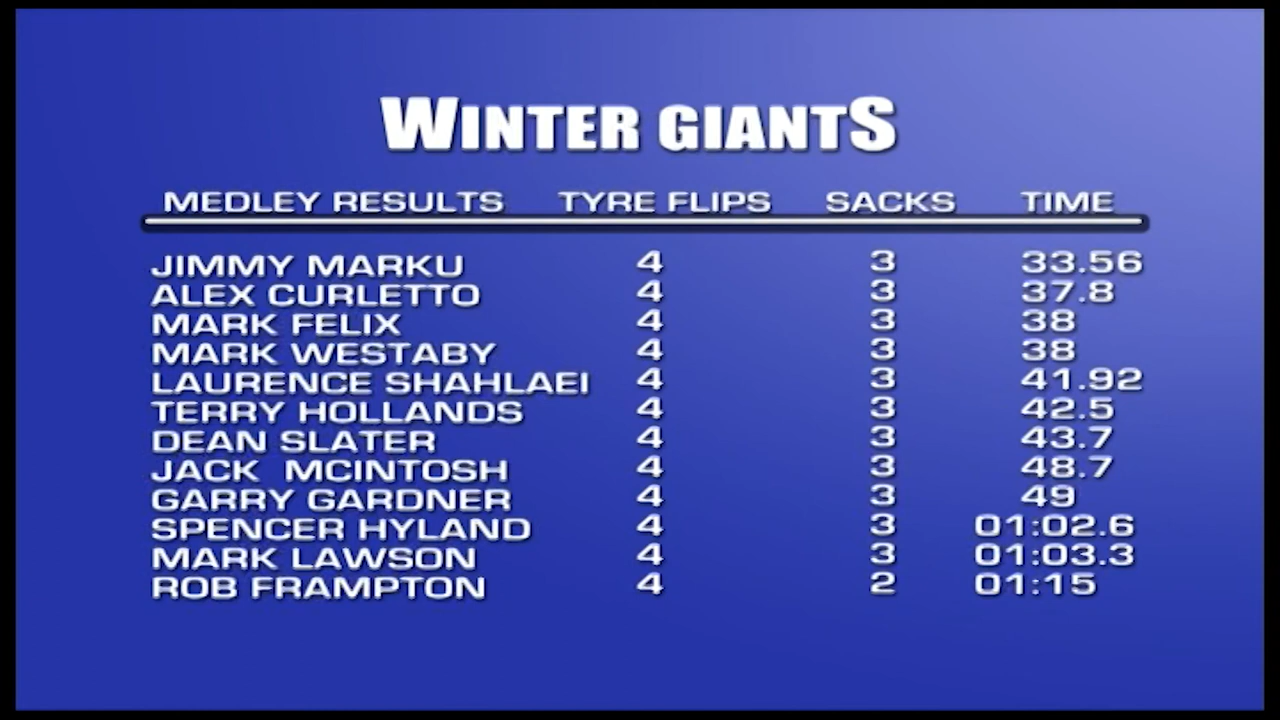 WINTER GIANTS
MEDLEY RESULTS TYRE FLIPS SACKS TIME
JIMMY MARKU 4 3 33.56
ALEX CURLETTO 4 3 37.8
MARK FELIX 4 3 38
MARK WESTABY 4 3 38
LAURENCE SHAHLAEI 4 3 41.92
TERRY HOLLANDS 4 3 42.5
DEAN SLATER 4 3 43.7
JACK MCINTOSH 4 3 48.7
GARRY GARDNER 4 3 49
SPENCER HYLAND 4 3 01:02.6
MARK LAWSON 4 3 01:03.3
ROB FRAMPTON 4 2 01:15